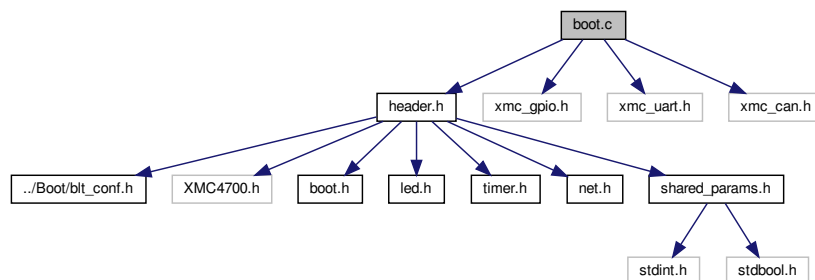 boot.c
header.h
xmc_gpio.h
xmc_uart.h
xmc_can.h
../Boot/blt_conf.h
XMC4700.h
boot.h
led.h
timer.h
net.h
shared_params.h
stdint.h
stdbool.h